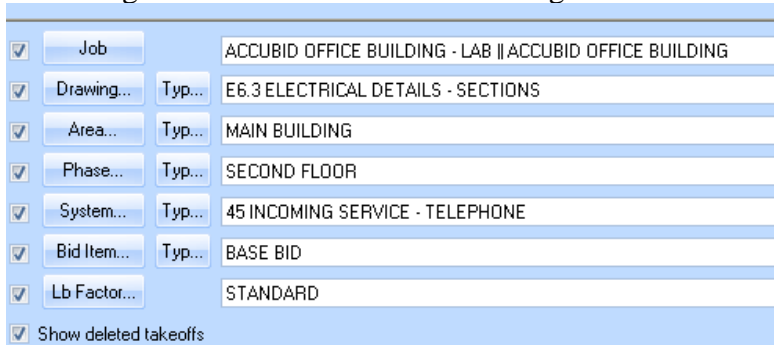 Job ACCUBID OFFICE BUILDING - LAB || ACCUBID OFFICE BUILDING
Drawing... Typ... E6.3 ELECTRICAL DETAILS - SECTIONS
Area... Typ... MAIN BUILDING
Phase... Typ... SECOND FLOOR
System... Typ... 45 INCOMING SERVICE - TELEPHONE
Bid Item... Typ... BASE BID
Lb Factor... STANDARD
Show deleted takeoffs